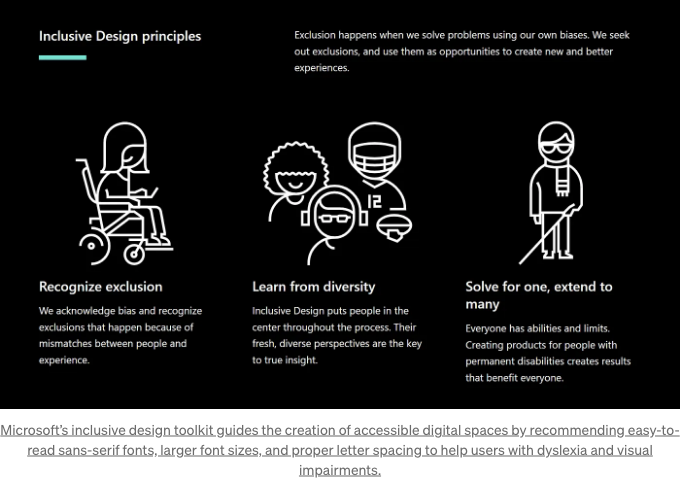 Inclusive Design principles
Exclusion happens when we solve problems using our own biases. We seek
out exclusions, and use them as opportunities to create new and better
experiences.
12
Recognize exclusion
We acknowledge bias and recognize
exclusions that happen because of
mismatches between people and
experience.
Learn from diversity
Inclusive Design puts people in the
center throughout the process. Their
fresh, diverse perspectives are the key
to true insight.
Solve for one, extend to
many
Everyone has abilities and limits.
Creating products for people with
permanent disabilities creates results
that benefit everyone.
Microsoft’s inclusive design toolkit guides the creation of accessible digital spaces by recommending easy-to-
read sans-serif fonts, larger font sizes, and proper letter spacing to help users with dyslexia and visual
impairments.